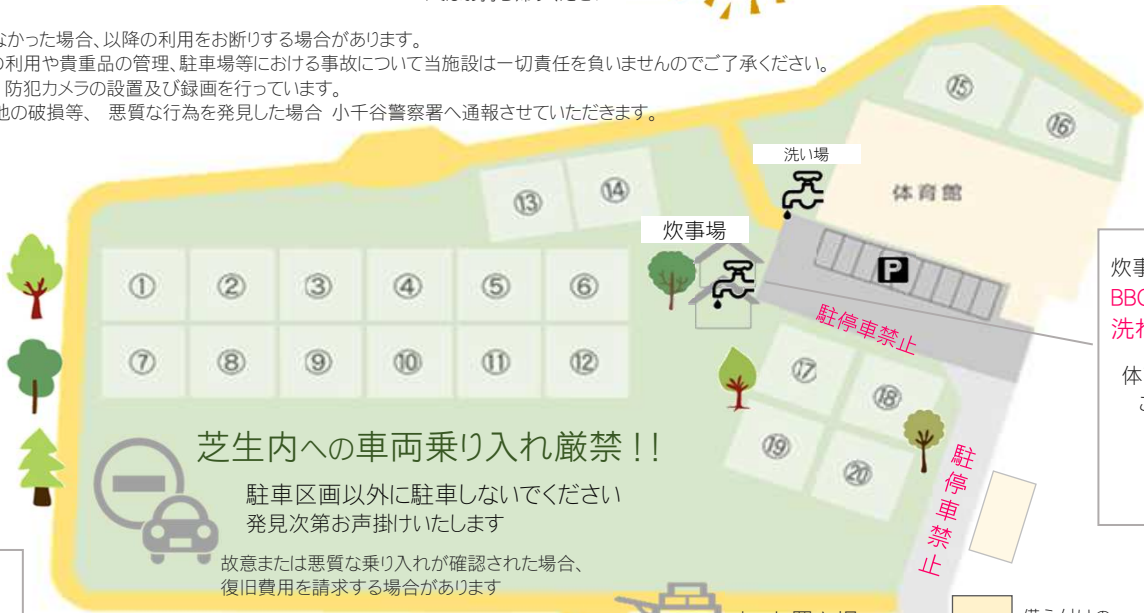 なかった場合、以降の利用をお断りする場合があります。
の利用や貴重品の管理、駐車場等における事故について当施設は一切責任を負いませんのでご了承ください。
防犯カメラの設置及び録画を行っています。
他の破損等、 悪質な行為を発見した場合 小千谷警察署へ通報させていただきます。
⑮
⑯
洗い場
体育館
⑬
⑭
炊事場
P
炊事
BBQ
洗
体
駐停車禁止
① ② ③ ④ ⑤ ⑥
⑦ ⑧ ⑨ ⑩ ⑪ ⑫
⑰
⑱
⑲
⑳
駐停車禁止
芝生内への車両乗り入れ厳禁!!
駐車区画以外に駐車しないでください
発見次第お声掛けいたします
故意または悪質な乗り入れが確認された場合、
復旧費用を請求する場合があります